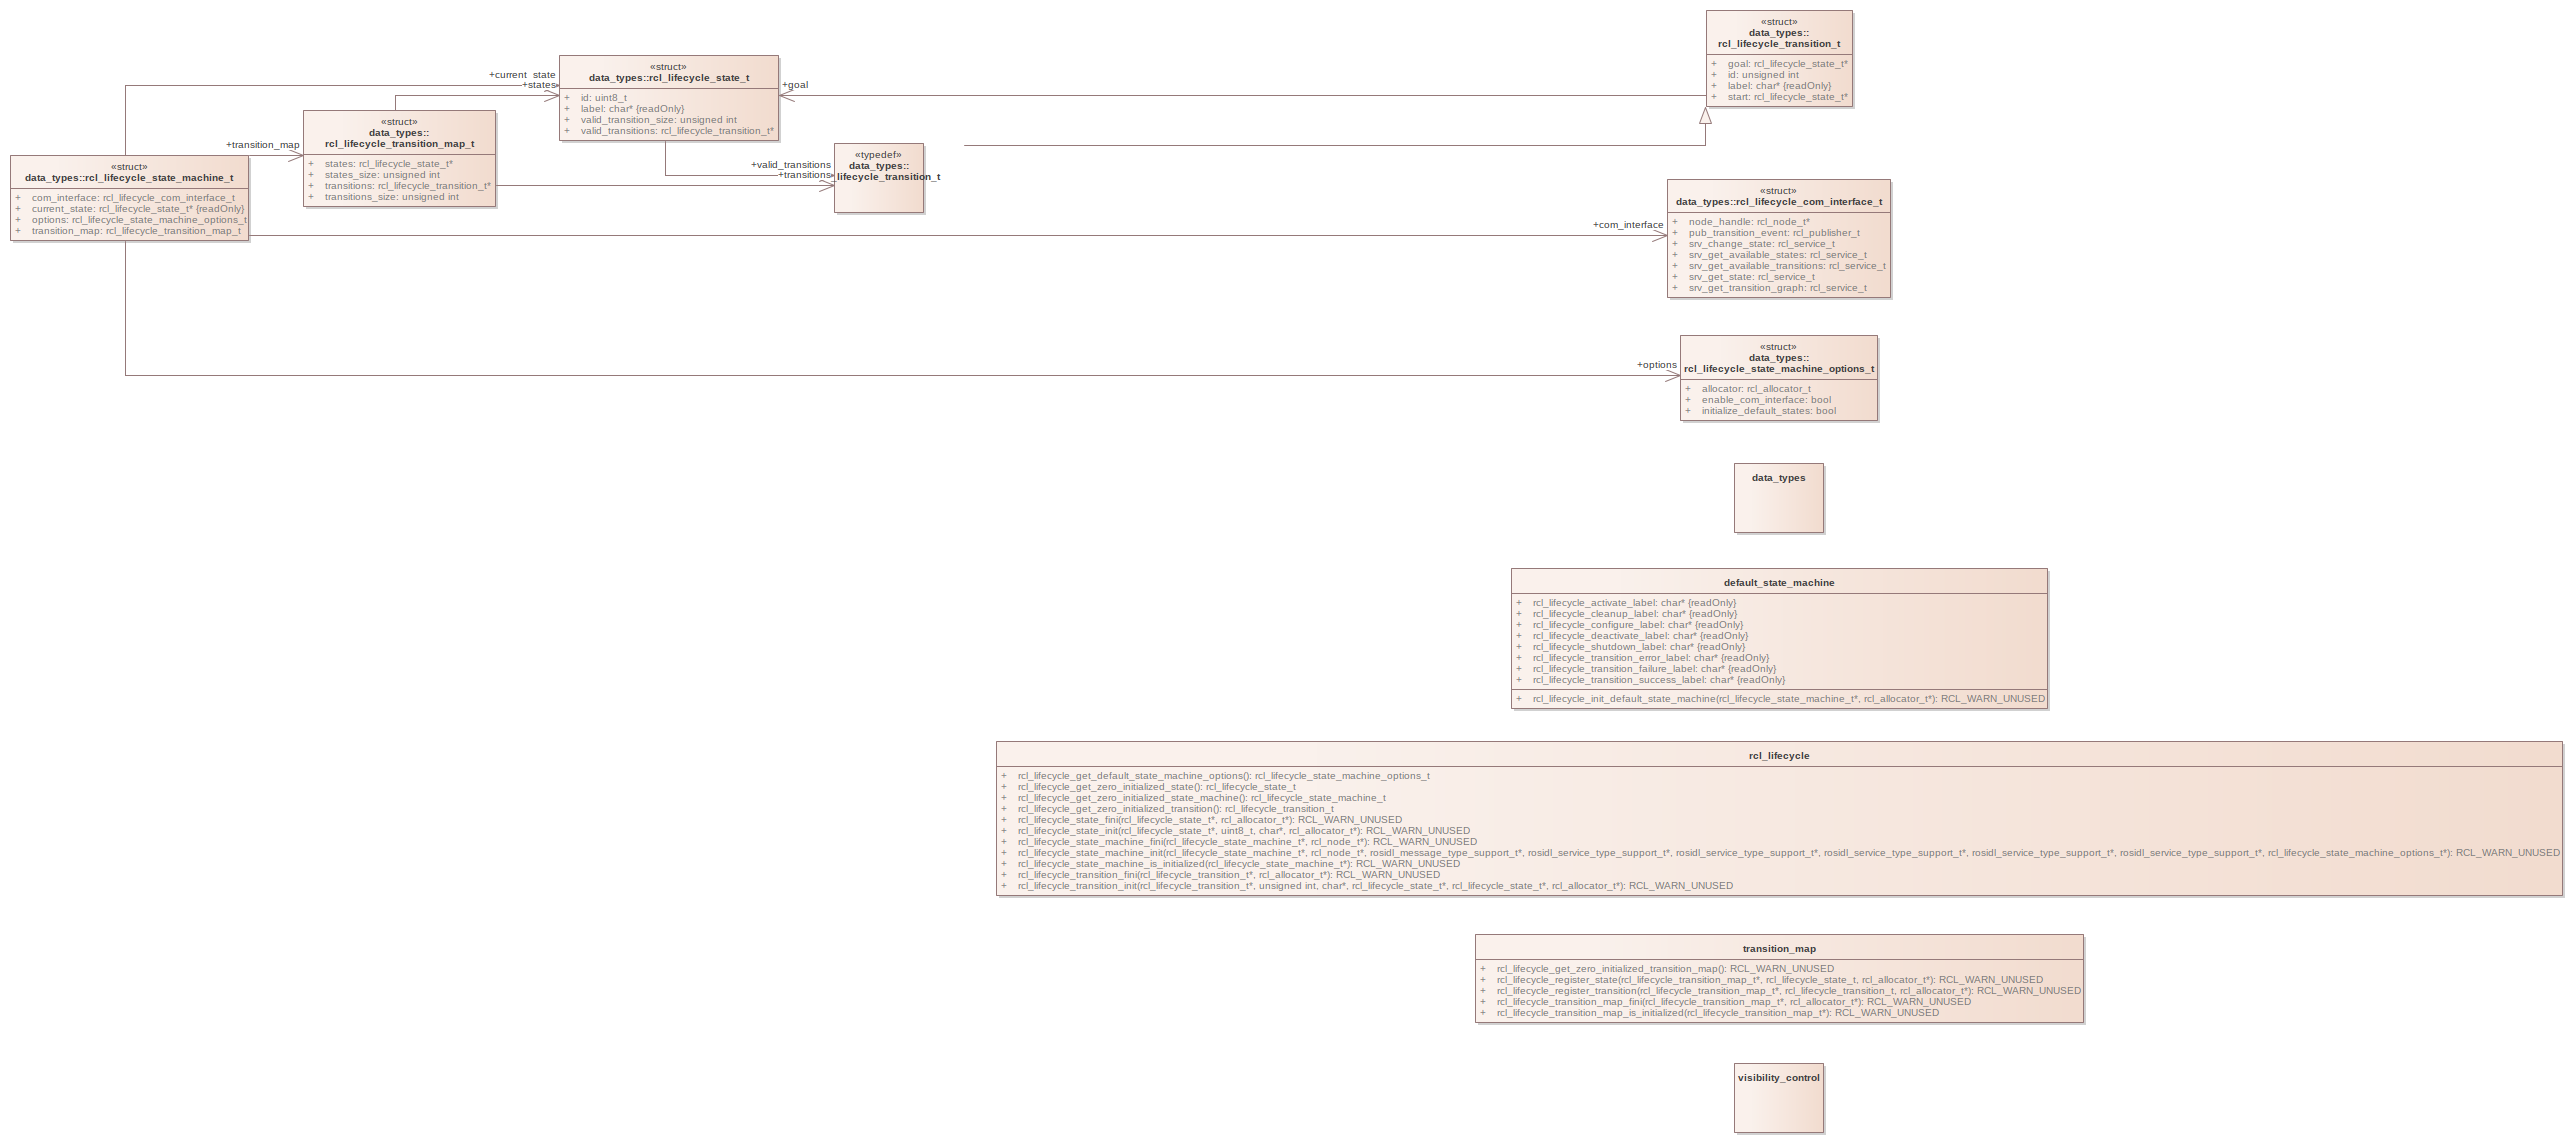 «struct»
data_types::
rcl_lifecycle_transition_t
+ goal: rcl_lifecycle_state_t*
+ id: unsigned int
+ label: char* {readOnly}
+ start: rcl_lifecycle_state_t*
+current_state
+states
«struct»
data_types::rcl_lifecycle_state_t
+ id: uint8_t
+ label: char* {readOnly}
+ valid_transition_size: unsigned int
+ valid_transitions: rcl_lifecycle_transition_t*
+goal
«struct»
data_types::
rcl_lifecycle_transition_map_t
+ states: rcl_lifecycle_state_t*
+ states_size: unsigned int
+ transitions: rcl_lifecycle_transition_t*
+ transitions_size: unsigned int
+transition_map
«struct»
data_types::rcl_lifecycle_state_machine_t
+ com_interface: rcl_lifecycle_com_interface_t
+ current_state: rcl_lifecycle_state_t* {readOnly}
+ options: rcl_lifecycle_state_machine_options_t
+ transition_map: rcl_lifecycle_transition_map_t
+valid_transitions
+transitions
«typedef»
data_types::
lifecycle_transition_t
+com_interface
«struct»
data_types::rcl_lifecycle_com_interface_t
+ node_handle: rcl_node_t*
+ pub_transition_event: rcl_publisher_t
+ srv_change_state: rcl_service_t
+ srv_get_available_states: rcl_service_t
+ srv_get_available_transitions: rcl_service_t
+ srv_get_state: rcl_service_t
+ srv_get_transition_graph: rcl_service_t
+options
«struct»
data_types::
rcl_lifecycle_state_machine_options_t
+ allocator: rcl_allocator_t
+ enable_com_interface: bool
+ initialize_default_states: bool
data_types
default_state_machine
+ rcl_lifecycle_activate_label: char* {readOnly}
+ rcl_lifecycle_cleanup_label: char* {readOnly}
+ rcl_lifecycle_configure_label: char* {readOnly}
+ rcl_lifecycle_deactivate_label: char* {readOnly}
+ rcl_lifecycle_shutdown_label: char* {readOnly}
+ rcl_lifecycle_transition_error_label: char* {readOnly}
+ rcl_lifecycle_transition_failure_label: char* {readOnly}
+ rcl_lifecycle_transition_success_label: char* {readOnly}
+ rcl_lifecycle_init_default_state_machine(rcl_lifecycle_state_machine_t*, rcl_allocator_t*): RCL_WARN_UNUSED
rcl_lifecycle
+ rcl_lifecycle_get_default_state_machine_options(): rcl_lifecycle_state_machine_options_t
+ rcl_lifecycle_get_zero_initialized_state(): rcl_lifecycle_state_t
+ rcl_lifecycle_get_zero_initialized_state_machine(): rcl_lifecycle_state_machine_t
+ rcl_lifecycle_get_zero_initialized_transition(): rcl_lifecycle_transition_t
+ rcl_lifecycle_state_fini(rcl_lifecycle_state_t*, rcl_allocator_t*): RCL_WARN_UNUSED
+ rcl_lifecycle_state_init(rcl_lifecycle_state_t*, uint8_t, char*, rcl_allocator_t*): RCL_WARN_UNUSED
+ rcl_lifecycle_state_machine_fini(rcl_lifecycle_state_machine_t*, rcl_node_t*): RCL_WARN_UNUSED
+ rcl_lifecycle_state_machine_init(rcl_lifecycle_state_machine_t*, rcl_node_t*, rosidl_message_type_support_t*, rosidl_service_type_support_t*, rosidl_service_type_support_t*, rosidl_service_type_support_t*, rosidl_service_type_support_t*, rosidl_service_type_support_t*, rcl_lifecycle_state_machine_options_t*): RCL_WARN_UNUSED
+ rcl_lifecycle_state_machine_is_initialized(rcl_lifecycle_state_machine_t*): RCL_WARN_UNUSED
+ rcl_lifecycle_transition_fini(rcl_lifecycle_transition_t*, rcl_allocator_t*): RCL_WARN_UNUSED
+ rcl_lifecycle_transition_init(rcl_lifecycle_transition_t*, unsigned int, char*, rcl_lifecycle_state_t*, rcl_lifecycle_state_t*, rcl_allocator_t*): RCL_WARN_UNUSED
transition_map
+ rcl_lifecycle_get_zero_initialized_transition_map(): RCL_WARN_UNUSED
+ rcl_lifecycle_register_state(rcl_lifecycle_transition_map_t*, rcl_lifecycle_state_t, rcl_allocator_t*): RCL_WARN_UNUSED
+ rcl_lifecycle_register_transition(rcl_lifecycle_transition_map_t*, rcl_lifecycle_transition_t, rcl_allocator_t*): RCL_WARN_UNUSED
+ rcl_lifecycle_transition_map_fini(rcl_lifecycle_transition_map_t*, rcl_allocator_t*): RCL_WARN_UNUSED
+ rcl_lifecycle_transition_map_is_initialized(rcl_lifecycle_transition_map_t*): RCL_WARN_UNUSED
visibility_control